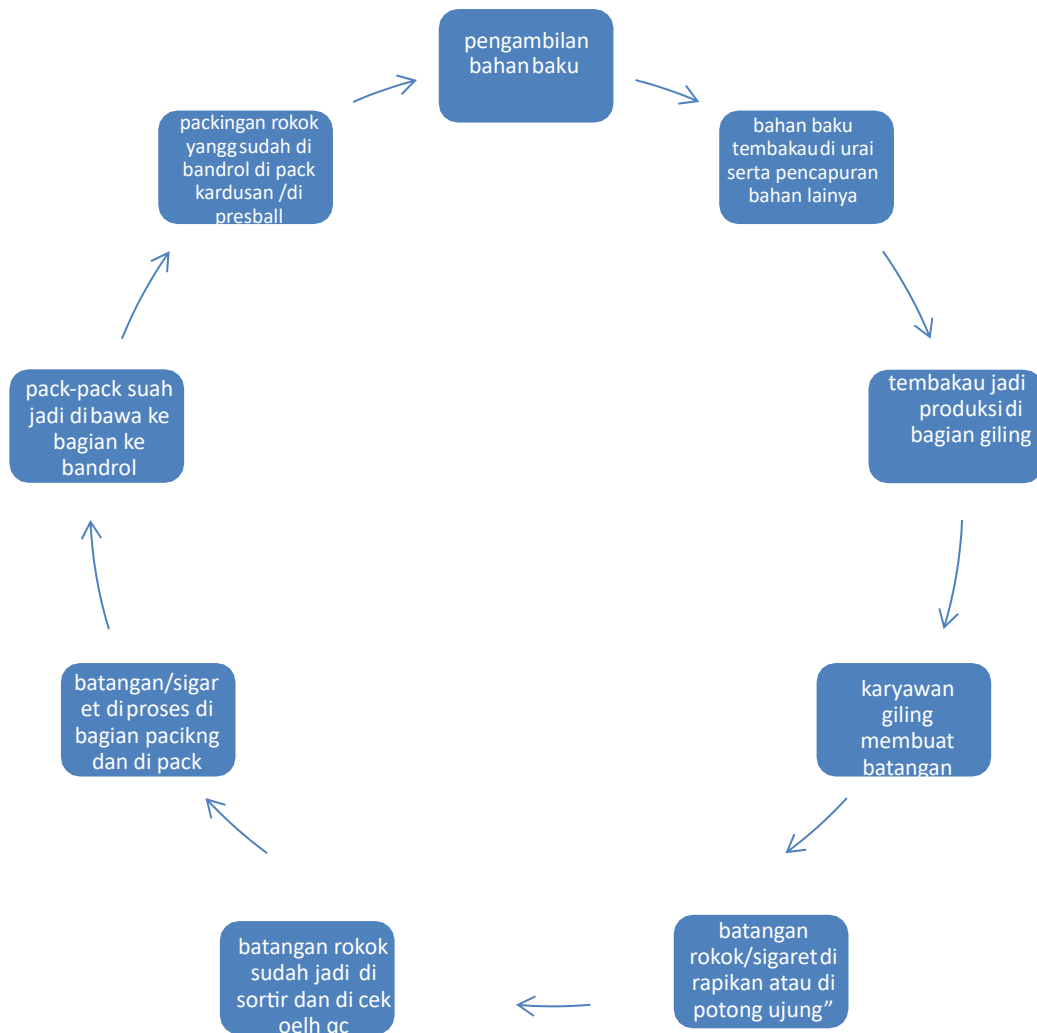 pengambilan
bahan baku
bahan baku
tembakau di urai
serta pencapuran
bahan lainya
tembakau jadi
produksi di
bagian giling
karyawan
giling
membuat
batangan
batangan
rokok/sigaret di
rapikan atau di
potong ujung”
batangan rokok
sudah jadi di
sortir dan di cek
oelh qc
batangan/sigar
et di proses di
bagian pacikng
dan di pack
pack-pack suah
jadi di bawa ke
bagian ke
bandrol
packingan rokok
yangg sudah di
bandrol di pack
kardusan /di
presball